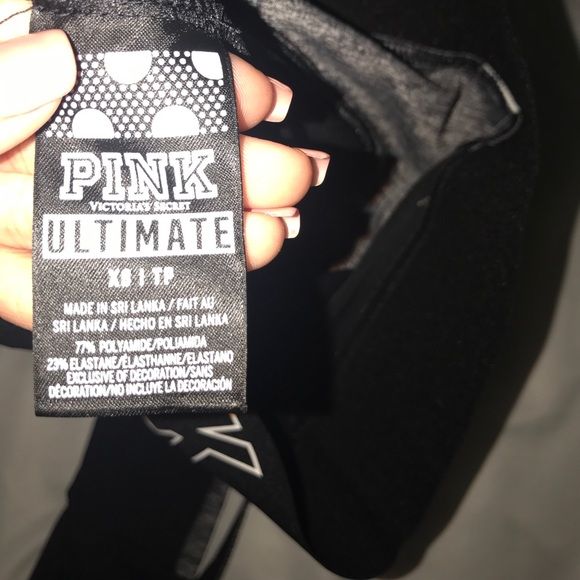 PINK
VICTORIA'S SECRET
ULTIMATE
XS | TP
MADE IN SRI LANKA / FAIT AU
SRI LANKA / HECHO EN SRI LANKA
77% POLYAMIDE/POLIAMIDA
23% ELASTANE/ÉLASTHANNE/ELASTANO
EXCLUSIVE OF DECORATION/SANS
DÉCORATION/NO INCLUYE LA DECORACIÓN